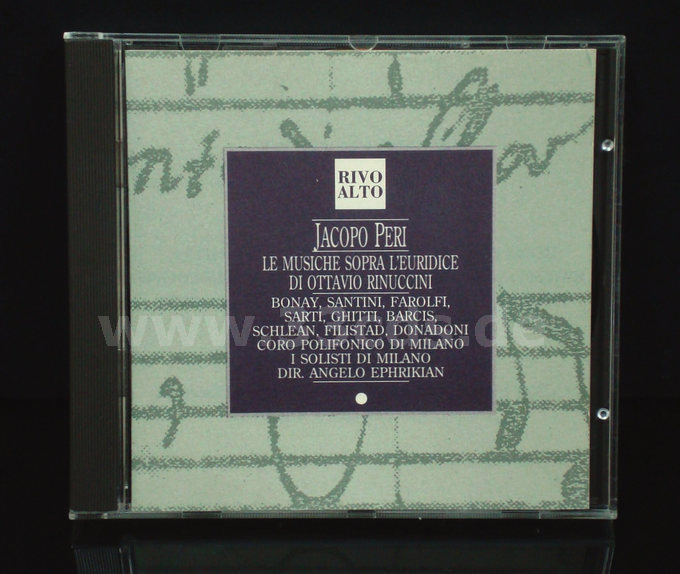 RIVO
ALTO
JACOPO PERI
LE MUSICHE SOPRA L'EURIDICE
DI OTTAVIO RINUCCINI
BONAY, SANTINI, FAROLFI,
SARTI, GHITTI, BARCIS,
SCHLEAN, FILISTAD, DONADONI
CORO POLIFONICO DI MILANO
I SOLISTI DI MILANO
DIR. ANGELO EPHRIKIAN